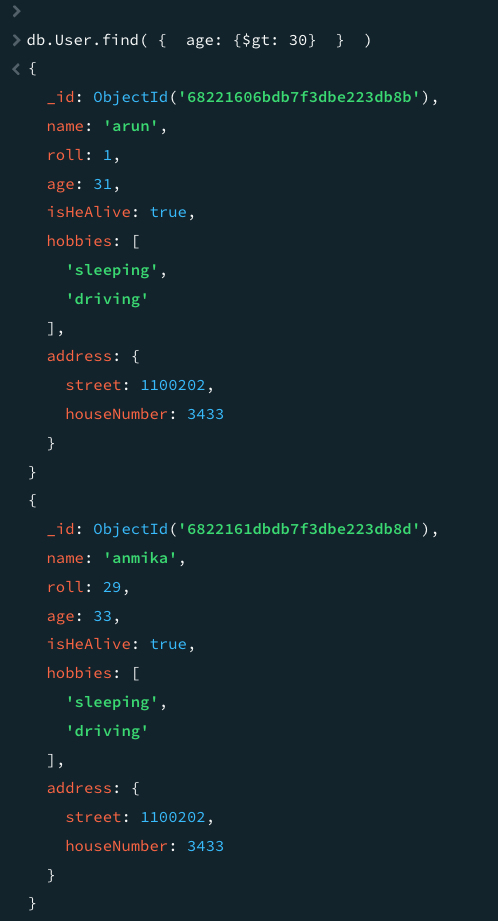 >
> db.User.find( {  age: {$gt: 30}  }  )
< {
    _id: ObjectId('68221606bdb7f3dbe223db8b'),
    name: 'arun',
    roll: 1,
    age: 31,
    isHeAlive: true,
    hobbies: [
      'sleeping',
      'driving'
    ],
    address: {
      street: 1100202,
      houseNumber: 3433
    }
  }
  {
    _id: ObjectId('6822161dbdb7f3dbe223db8d'),
    name: 'anmika',
    roll: 29,
    age: 33,
    isHeAlive: true,
    hobbies: [
      'sleeping',
      'driving'
    ],
    address: {
      street: 1100202,
      houseNumber: 3433
    }
  }